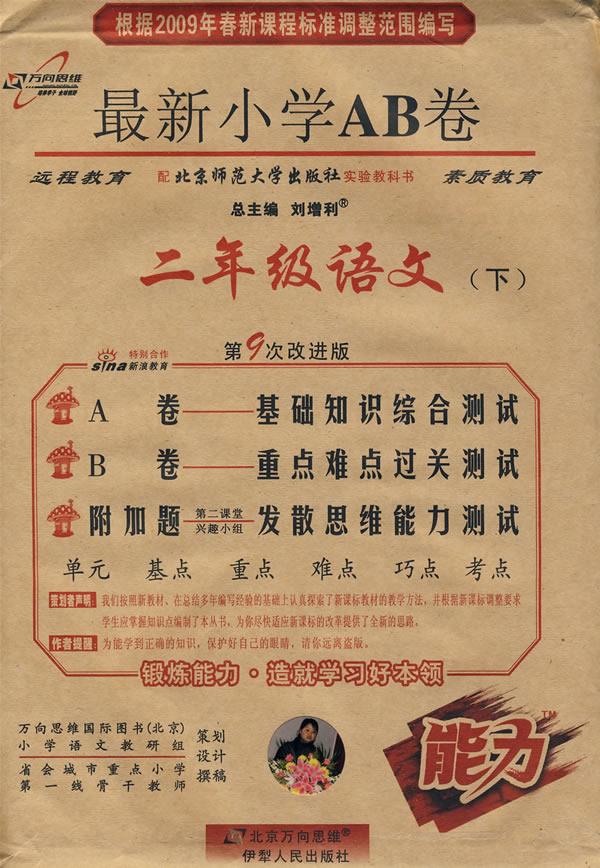 根据2009年春新课程标准调整范围编写
万向思维
最新小学AB卷
远程教育 配 北京师范大学出版社 实验教科书 素质教育
总主编 刘增利®
二年级语文(下)
第9次改进版
sina 特别合作 新浪教育
A 卷——基础知识综合测试
B 卷——重点难点过关测试
附加题 第二课堂 兴趣小组 发散思维能力测试
单元 基点 重点 难点 巧点 考点
策划者声明: 我们按照新教材、在总结多年编写经验的基础上认真探索了新课标教材的教学方法,并根据新课标调整要求
学生应掌握知识点编制了本丛书。为你尽快适应新课标的改革提供了全新的思路。
作者提醒: 为能学到正确的知识,保护好自己的眼睛,请你远离盗版。
锻炼能力·造就学习好本领
万向思维国际图书(北京)
小学语文教研组
省会城市重点小学
第一线骨干教师
策划
设计
撰稿
能力™
北京万向思维®
伊犁人民出版社